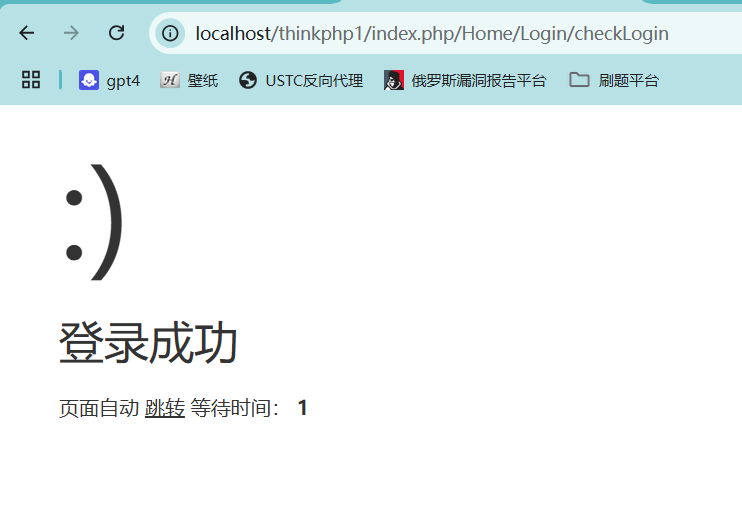 localhost/thinkphp1/index.php/Home/Login/checkLogin
gpt4 壁纸 USTC反向代理 俄罗斯漏洞报告平台 刷题平台
:)
登录成功
页面自动 跳转 等待时间： 1